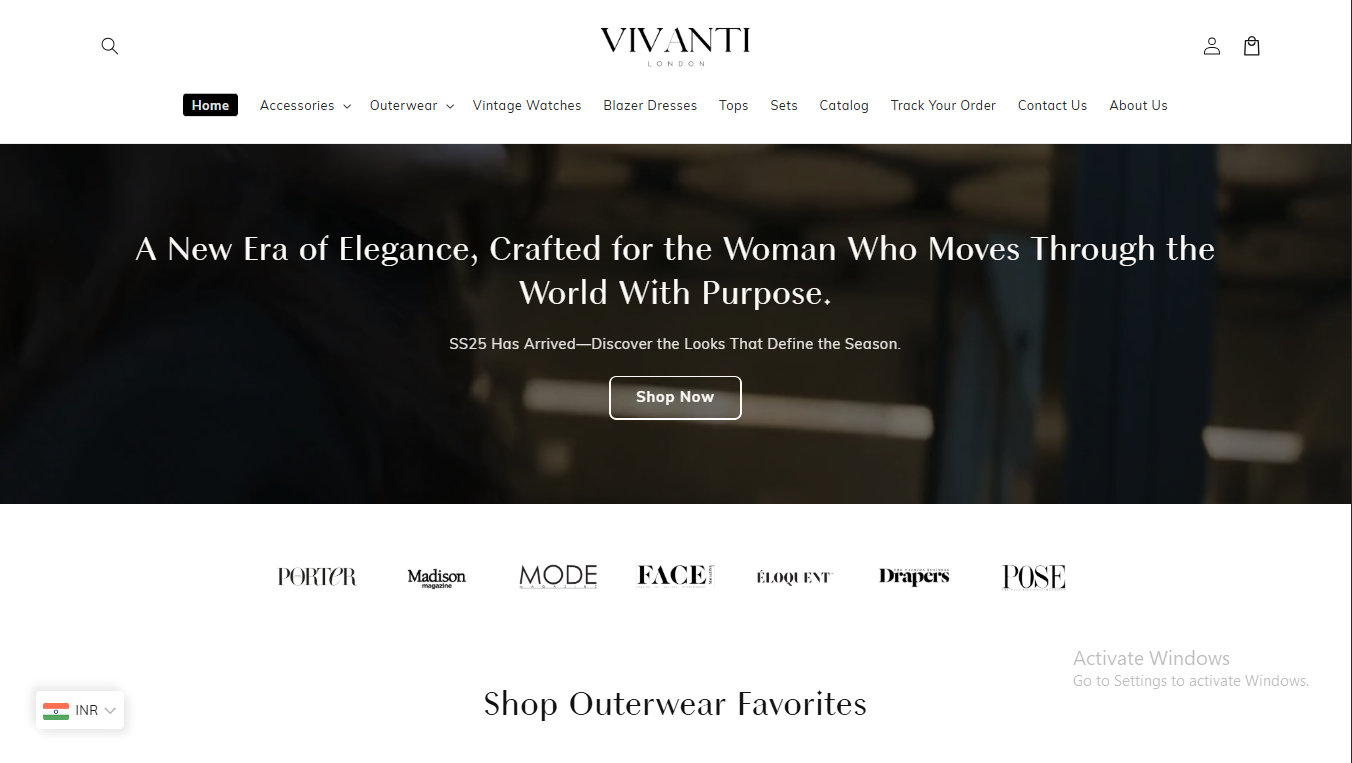 VIVANTI
LONDON
Home Accessories Outerwear Vintage Watches Blazer Dresses Tops Sets Catalog Track Your Order Contact Us About Us
A New Era of Elegance, Crafted for the Woman Who Moves Through the
World With Purpose.
SS25 Has Arrived—Discover the Looks That Define the Season.
Shop Now
PORTER Madison MODE FACE ÉLOQUENT Drapers POSE
magazine
Activate Windows
Go to Settings to activate Windows.
Shop Outerwear Favorites
INR